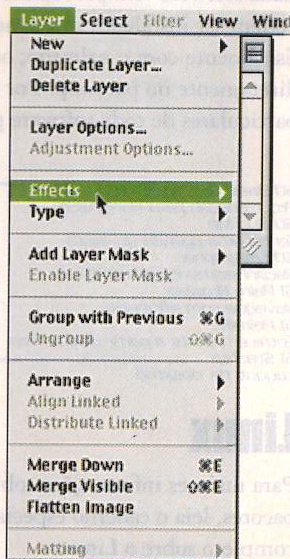 Layer Select Filter View Wind
New
Duplicate Layer...
Delete Layer
Layer Options...
Adjustment Options...
Effects
Type
Add Layer Mask
Enable Layer Mask
Group with Previous ⌘G
Ungroup ⇧⌘G
Arrange
Align Linked
Distribute Linked
Merge Down ⌘E
Merge Visible ⇧⌘E
Flatten Image
Matting